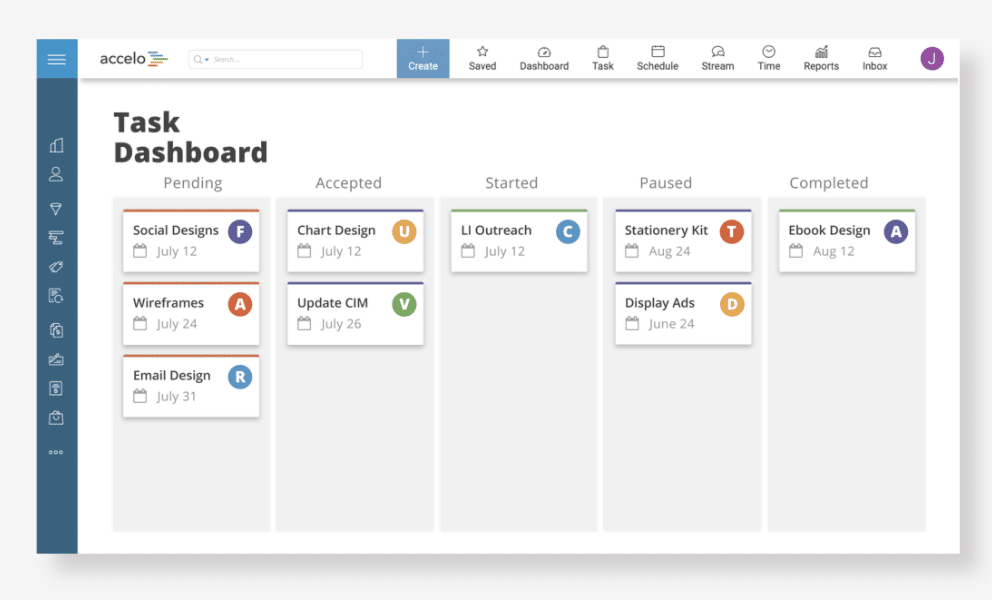 accelo
Search...
Create
Saved
Dashboard
Task
Schedule
Stream
Time
Reports
Inbox
J
Task
Dashboard
Pending
Accepted
Started
Paused
Completed
Social Designs F
July 12
Wireframes A
July 24
Email Design R
July 31
Chart Design U
July 12
Update CIM V
July 26
LI Outreach C
July 12
Stationery Kit T
Aug 24
Display Ads D
June 24
Ebook Design A
Aug 12